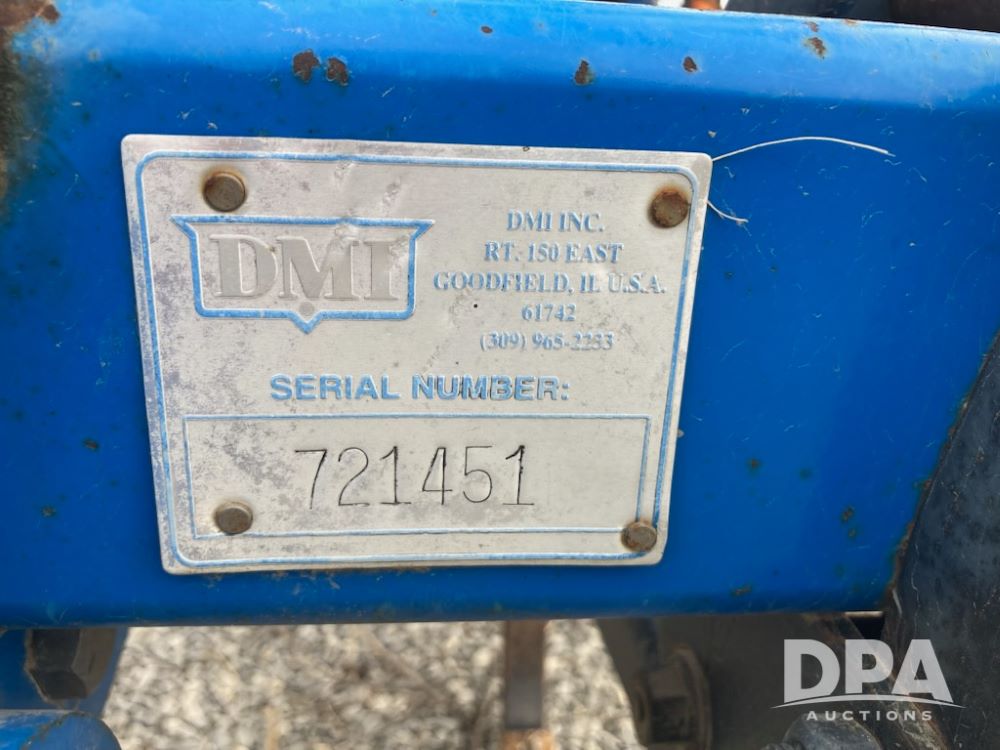 DMI
DMI INC.
RT. 150 EAST
GOODFIELD, IL U.S.A.
61742
(309) 965-2233
SERIAL NUMBER:
721451
DPA
AUCTIONS